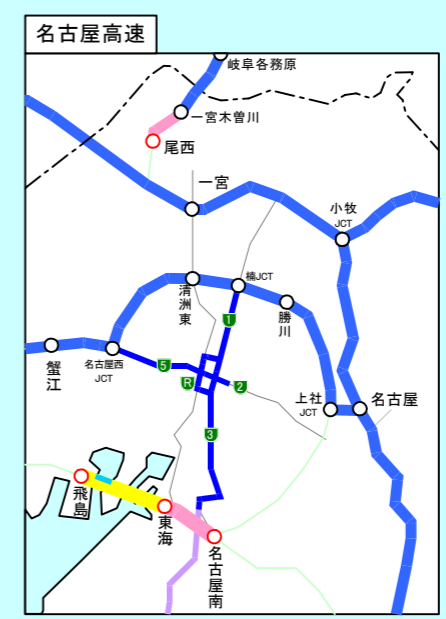 名古屋高速
岐阜各務原
一宮木曽川
尾西
一宮
小牧
JCT
清洲東
楠JCT
勝川
1
蟹江
名古屋西
JCT
5
R
2
上社
JCT
名古屋
3
飛島
東海
名古屋南